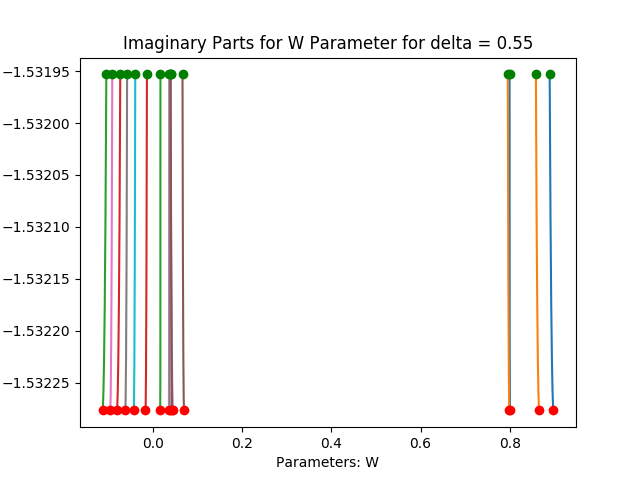 Imaginary Parts for W Parameter for delta = 0.55
−1.53195
−1.53200
−1.53205
−1.53210
−1.53215
−1.53220
−1.53225
0.0 0.2 0.4 0.6 0.8
Parameters: W